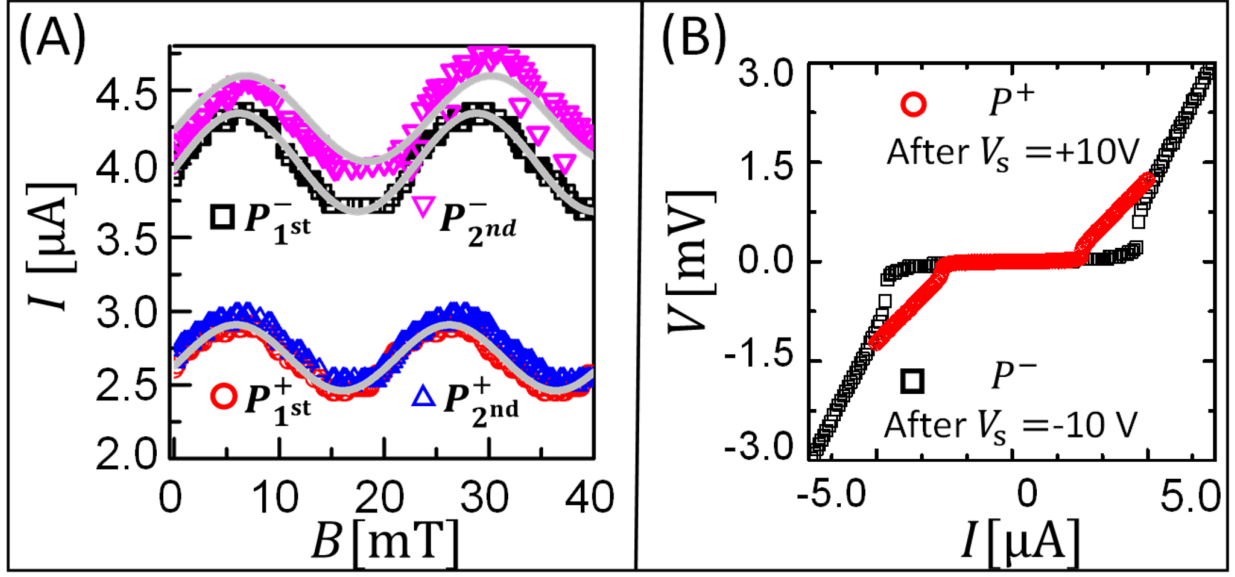 (A)
I [μA]
4.5
4.0
3.5
3.0
2.5
2.0
P⁻₁ₛₜ
P⁻₂ₙd
P⁺₁ₛₜ
P⁺₂ₙd
0 10 20 30 40
B[mT]
(B)
V [mV]
3.0
1.5
0.0
-1.5
-3.0
P⁺
After Vₛ =+10V
P⁻
After Vₛ =-10 V
-5.0 0 5.0
I [μA]